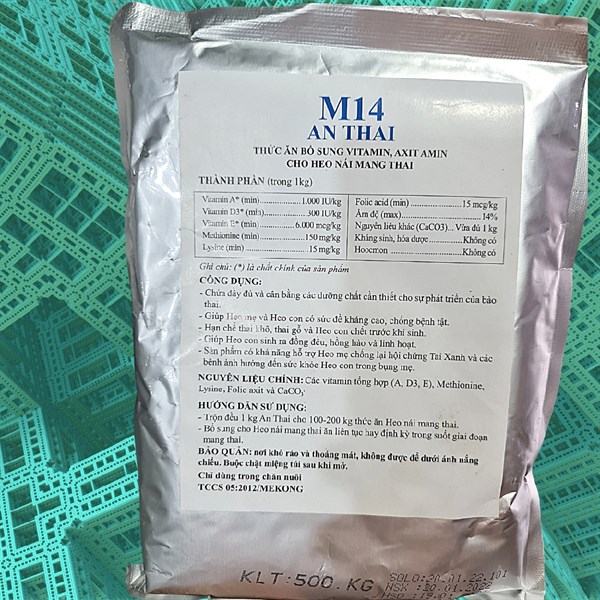 M14
AN THAI
THỨC ĂN BỔ SUNG VITAMIN, AXIT AMIN
CHO HEO NÁI MANG THAI
THÀNH PHẦN (trong 1kg)
Vitamin A* (min)....................1.000 IU/kg
Vitamin D3* (min)....................300 IU/kg
Vitamin E* (min)..................6.000 mcg/kg
Methionine (min)....................150 mg/kg
Lysine (min)..........................15 mg/kg
Folic acid (min)......................15 mcg/kg
Ẩm độ (max)................................14%
Nguyên liệu khác (CaCO3)...Vừa đủ 1 kg
Kháng sinh, hóa dược..............Không có
Hoocmon..............................Không có
Ghi chú: (*) là chất chính của sản phẩm
CÔNG DỤNG:
- Chứa đầy đủ và cân bằng các dưỡng chất cần thiết cho sự phát triển của bào
thai.
- Giúp Heo mẹ và Heo con có sức đề kháng cao, chống bệnh tật.
- Hạn chế thai khô, thai gỗ và Heo con chết trước khi sinh.
- Giúp Heo con sinh ra đồng đều, hồng hào và linh hoạt.
- Sản phẩm có khả năng hỗ trợ Heo mẹ chống lại hội chứng Tai Xanh và các
bệnh ảnh hưởng đến sức khỏe Heo con trong bụng mẹ.
NGUYÊN LIỆU CHÍNH: Các vitamin tổng hợp (A, D3, E), Methionine,
Lysine, Folic axit và CaCO3.
HƯỚNG DẪN SỬ DỤNG:
- Trộn đều 1 kg An Thai cho 100-200 kg thức ăn Heo nái mang thai.
- Bổ sung cho Heo nái mang thai ăn liên tục hay định kỳ trong suốt giai đoạn
mang thai.
BẢO QUẢN: nơi khô ráo và thoáng mát, không được để dưới ánh nắng
chiếu. Buộc chặt miệng túi sau khi mở.
Chỉ dùng trong chăn nuôi
TCCS 05:2012/MEKONG
KLT:500. KG
SOLO:20.01.22.101
NSX :20.01.2022